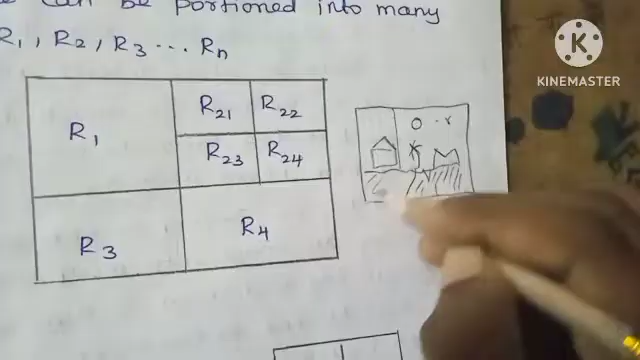 can be portioned into many
R1, R2, R3 ... Rn
R1
R21
R22
R23
R24
R3
R4
K
KINEMASTER